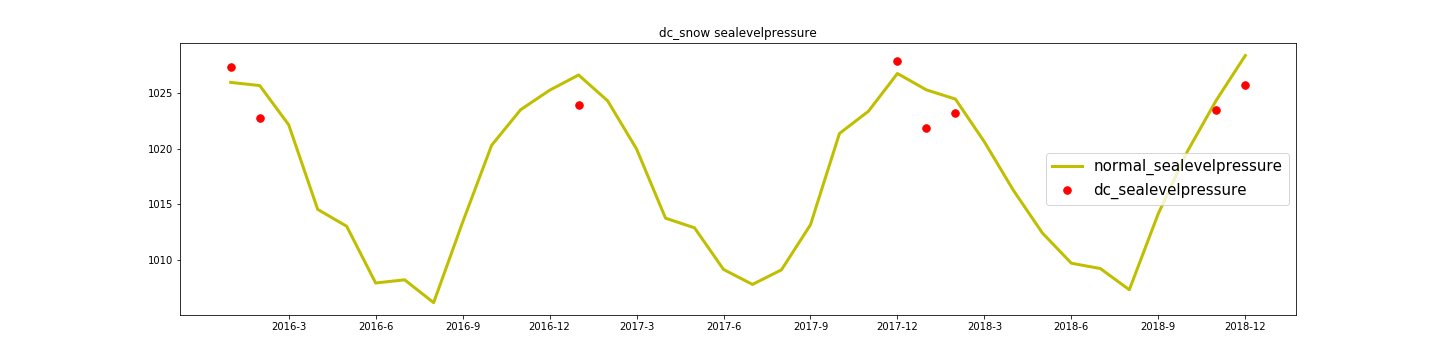 dc_snow sealevelpressure
1025
1020
1015
1010
normal_sealevelpressure
dc_sealevelpressure
2016-3 2016-6 2016-9 2016-12 2017-3 2017-6 2017-9 2017-12 2018-3 2018-6 2018-9 2018-12